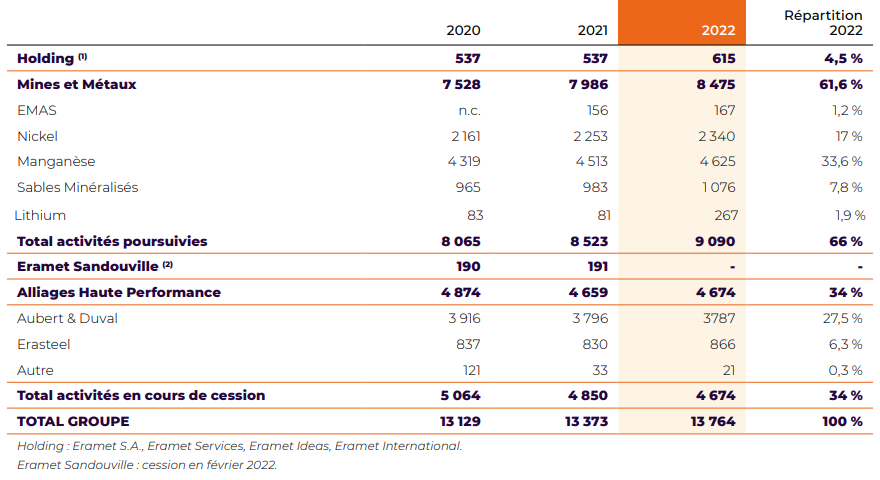 2020 2021 2022 Répartition 2022
Holding (1) 537 537 615 4,5 %
Mines et Métaux 7 528 7 986 8 475 61,6 %
EMAS n.c. 156 167 1,2 %
Nickel 2 161 2 253 2 340 17 %
Manganèse 4 319 4 513 4 625 33,6 %
Sables Minéralisés 965 983 1 076 7,8 %
Lithium 83 81 267 1,9 %
Total activités poursuivies 8 065 8 523 9 090 66 %
Eramet Sandouville (2) 190 191 - -
Alliages Haute Performance 4 874 4 659 4 674 34 %
Aubert & Duval 3 916 3 796 3787 27,5 %
Erasteel 837 830 866 6,3 %
Autre 121 33 21 0,3 %
Total activités en cours de cession 5 064 4 850 4 674 34 %
TOTAL GROUPE 13 129 13 373 13 764 100 %
Holding : Eramet S.A., Eramet Services, Eramet Ideas, Eramet International.
Eramet Sandouville : cession en février 2022.